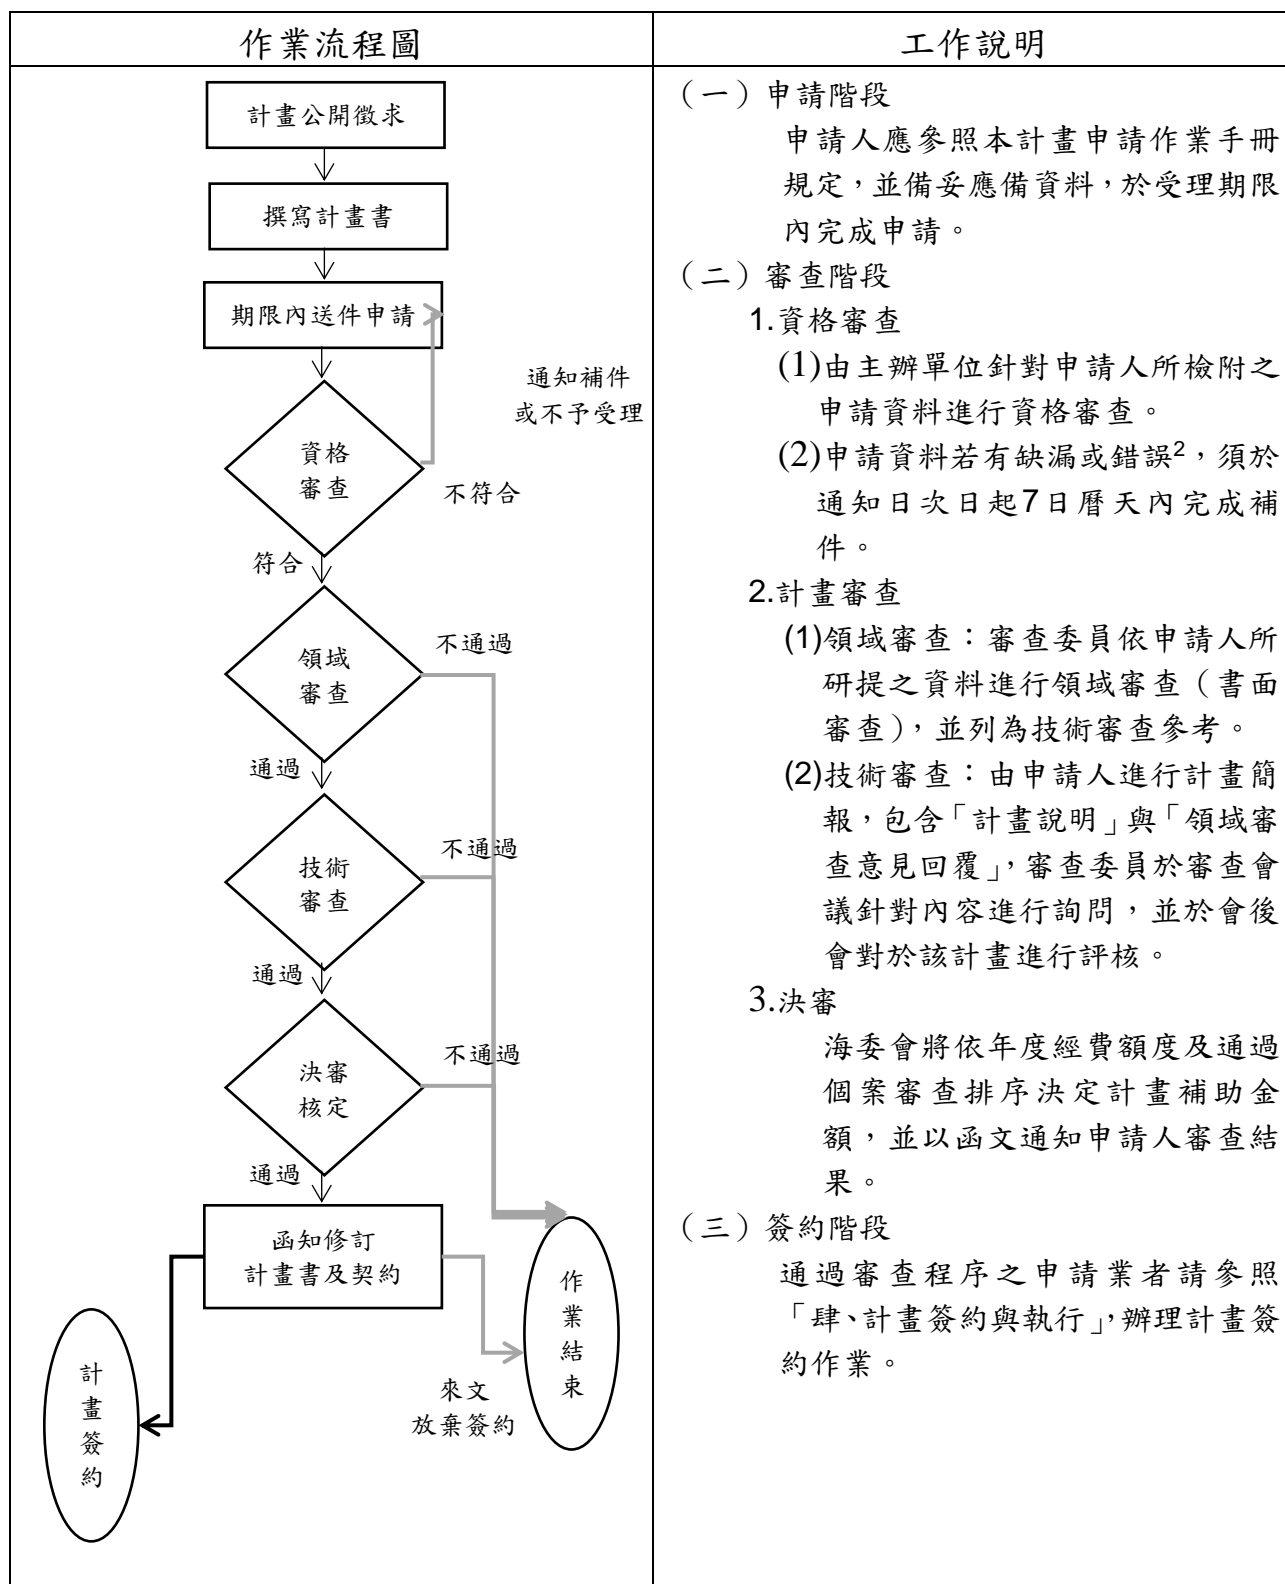 作業流程圖
計畫公開徵求
撰寫計畫書
期限內送件申請
通知補件
或不予受理
資格
審查
不符合
符合
領域
審查
不通過
通過
技術
審查
不通過
通過
決審
核定
不通過
通過
函知修訂
計畫書及契約
作
業
結
束
來文
放棄簽約
計
畫
簽
約
工作說明
（一）申請階段
申請人應參照本計畫申請作業手冊
規定，並備妥應備資料，於受理期限
內完成申請。
（二）審查階段
1.資格審查
(1)由主辦單位針對申請人所檢附之
申請資料進行資格審查。
(2)申請資料若有缺漏或錯誤2，須於
通知日次日起7日曆天內完成補
件。
2.計畫審查
(1)領域審查：審查委員依申請人所
研提之資料進行領域審查（書面
審查），並列為技術審查參考。
(2)技術審查：由申請人進行計畫簡
報，包含「計畫說明」與「領域審
查意見回覆」，審查委員於審查會
議針對內容進行詢問，並於會後
會對於該計畫進行評核。
3.決審
海委會將依年度經費額度及通過
個案審查排序決定計畫補助金
額，並以函文通知申請人審查結
果。
（三）簽約階段
通過審查程序之申請業者請參照
「肆、計畫簽約與執行」，辦理計畫簽
約作業。